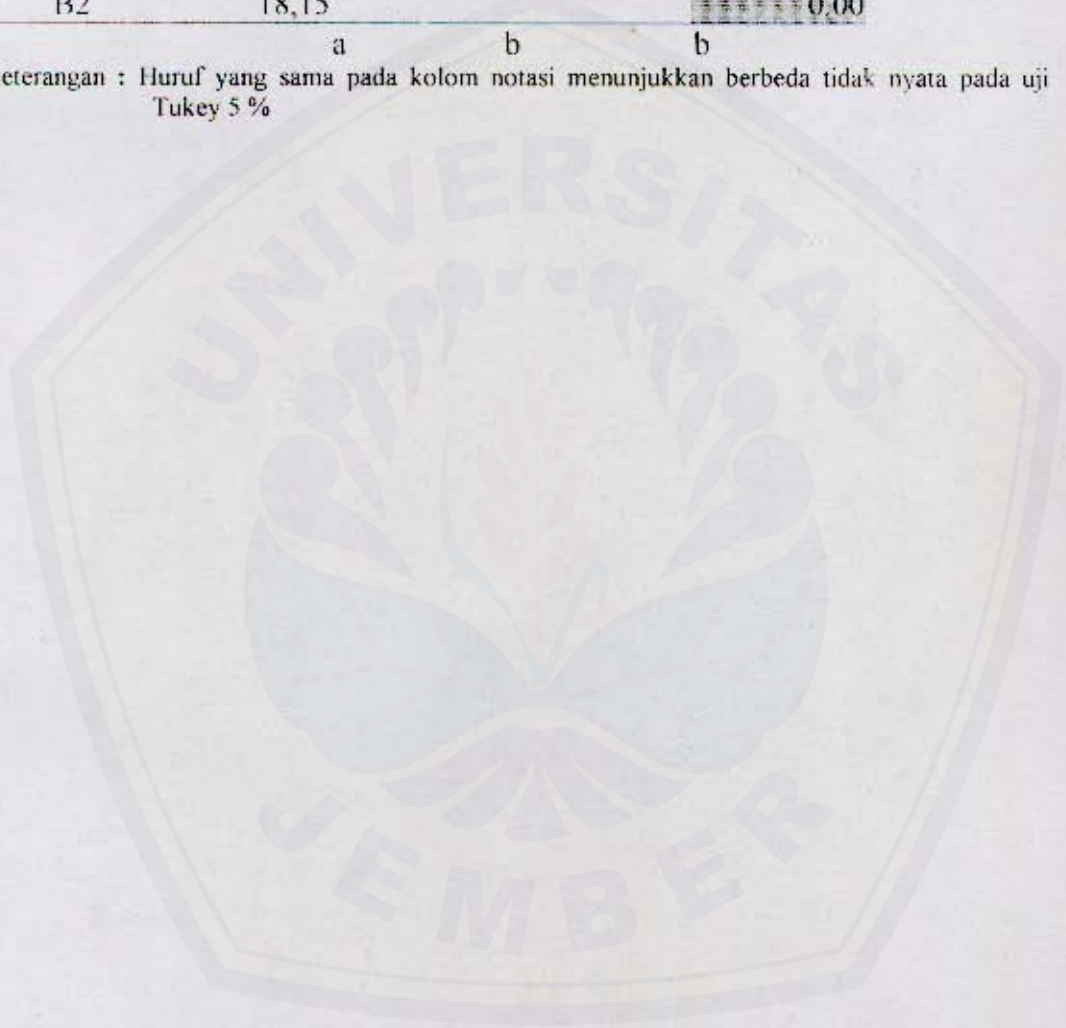 B2 18,15 0,00
a b b
eterangan : Huruf yang sama pada kolom notasi menunjukkan berbeda tidak nyata pada uji
Tukey 5 %
UNIVERSITAS
JEMBER